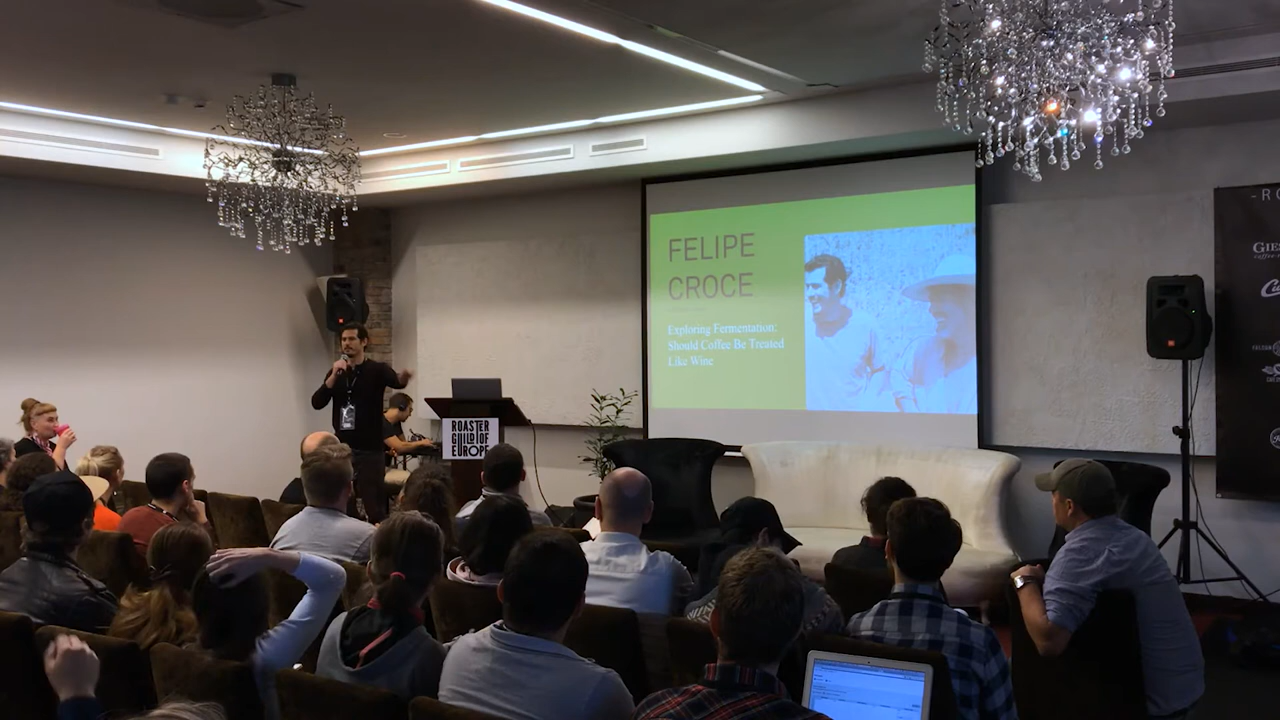 FELIPE
CROCE
Exploring Fermentation:
Should Coffee Be Treated
Like Wine
ROASTER
GUILD OF
EUROPE